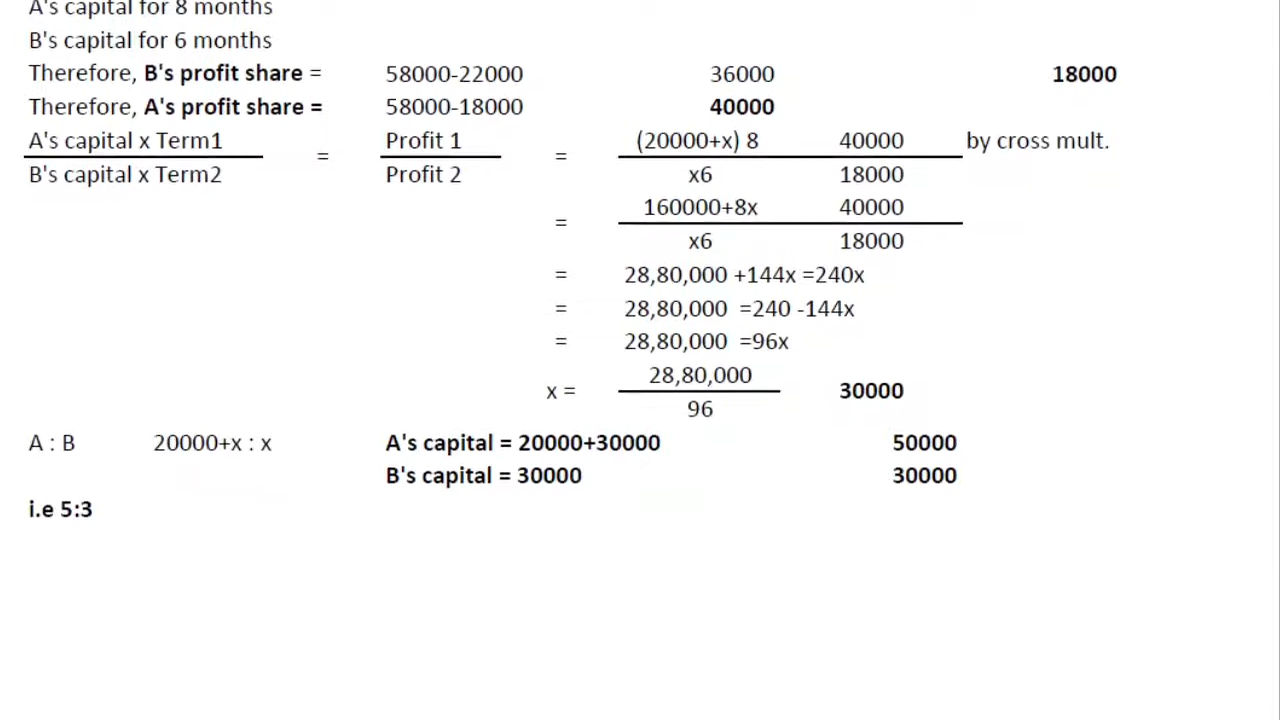 A's capital for 8 months
B's capital for 6 months
Therefore, B's profit share = 58000-22000 36000 18000
Therefore, A's profit share = 58000-18000 40000
A's capital x Term1 = Profit 1 = (20000+x) 8 40000 by cross mult.
B's capital x Term2 Profit 2 x6 18000
= 160000+8x 40000
x6 18000
= 28,80,000 +144x =240x
= 28,80,000 =240 -144x
= 28,80,000 =96x
x = 28,80,000 30000
96
A : B 20000+x : x A's capital = 20000+30000 50000
B's capital = 30000 30000
i.e 5:3